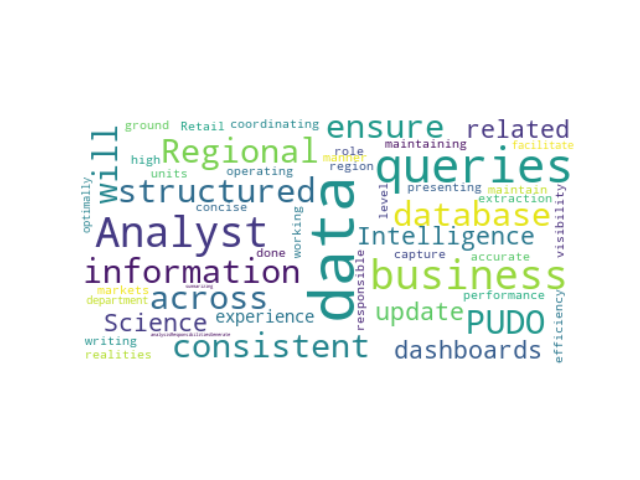 ground
Retail
coordinating
ensure
related
will
Regional
role
maintaining
facilitate
high
manner
queries
units
operating
region
optimally
structured
data
level
presenting
maintain
extraction
concise
working
database
visibility
Analyst
Intelligence
done
responsible
capture
accurate
information
business
summarizing
markets
department
across
performance
Science
experience
update
PUDO
efficiency
analysisResponsibilitiesGenerate
writing
realities
consistent
dashboards